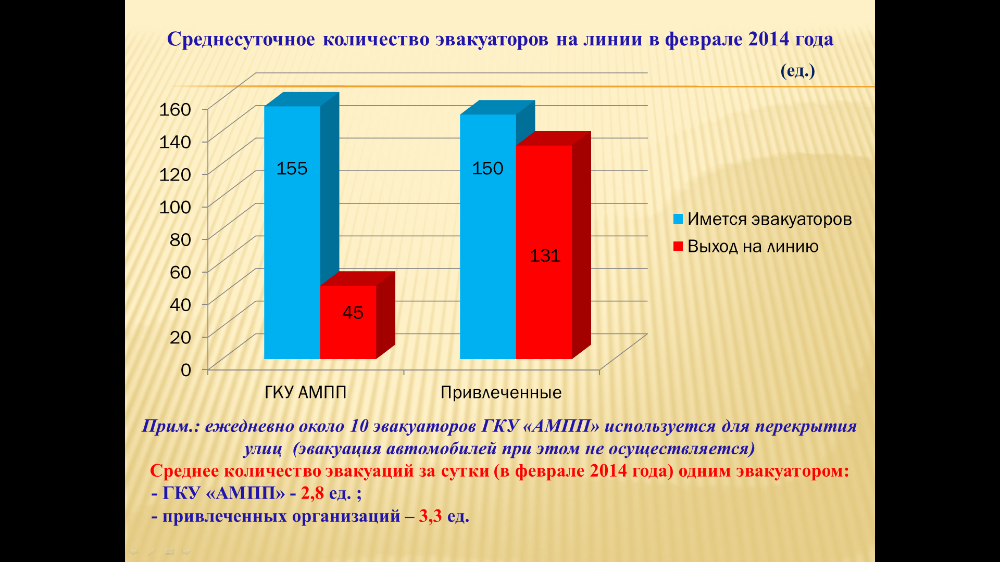 Среднесуточное количество эвакуаторов на линии в феврале 2014 года
(ед.)
160
140
120
100
80
60
40
20
0
155
45
150
131
ГКУ АМПП
Привлеченные
Имется эвакуаторов
Выход на линию
Прим.: ежедневно около 10 эвакуаторов ГКУ «АМПП» используется для перекрытия
улиц (эвакуация автомобилей при этом не осуществляется)
Среднее количество эвакуаций за сутки (в феврале 2014 года) одним эвакуатором:
- ГКУ «АМПП» - 2,8 ед. ;
- привлеченных организаций – 3,3 ед.